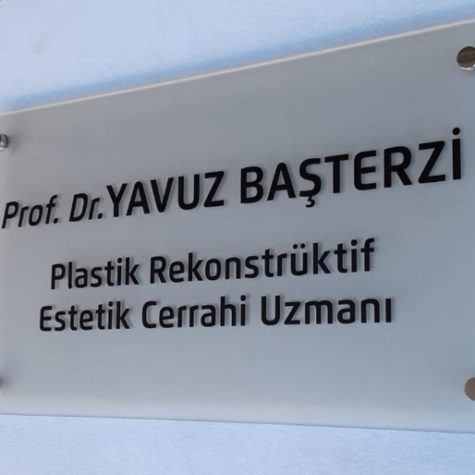 Prof. Dr. YAVUZ BAŞTERZİ
Plastik Rekonstrüktif
Estetik Cerrahi Uzmanı